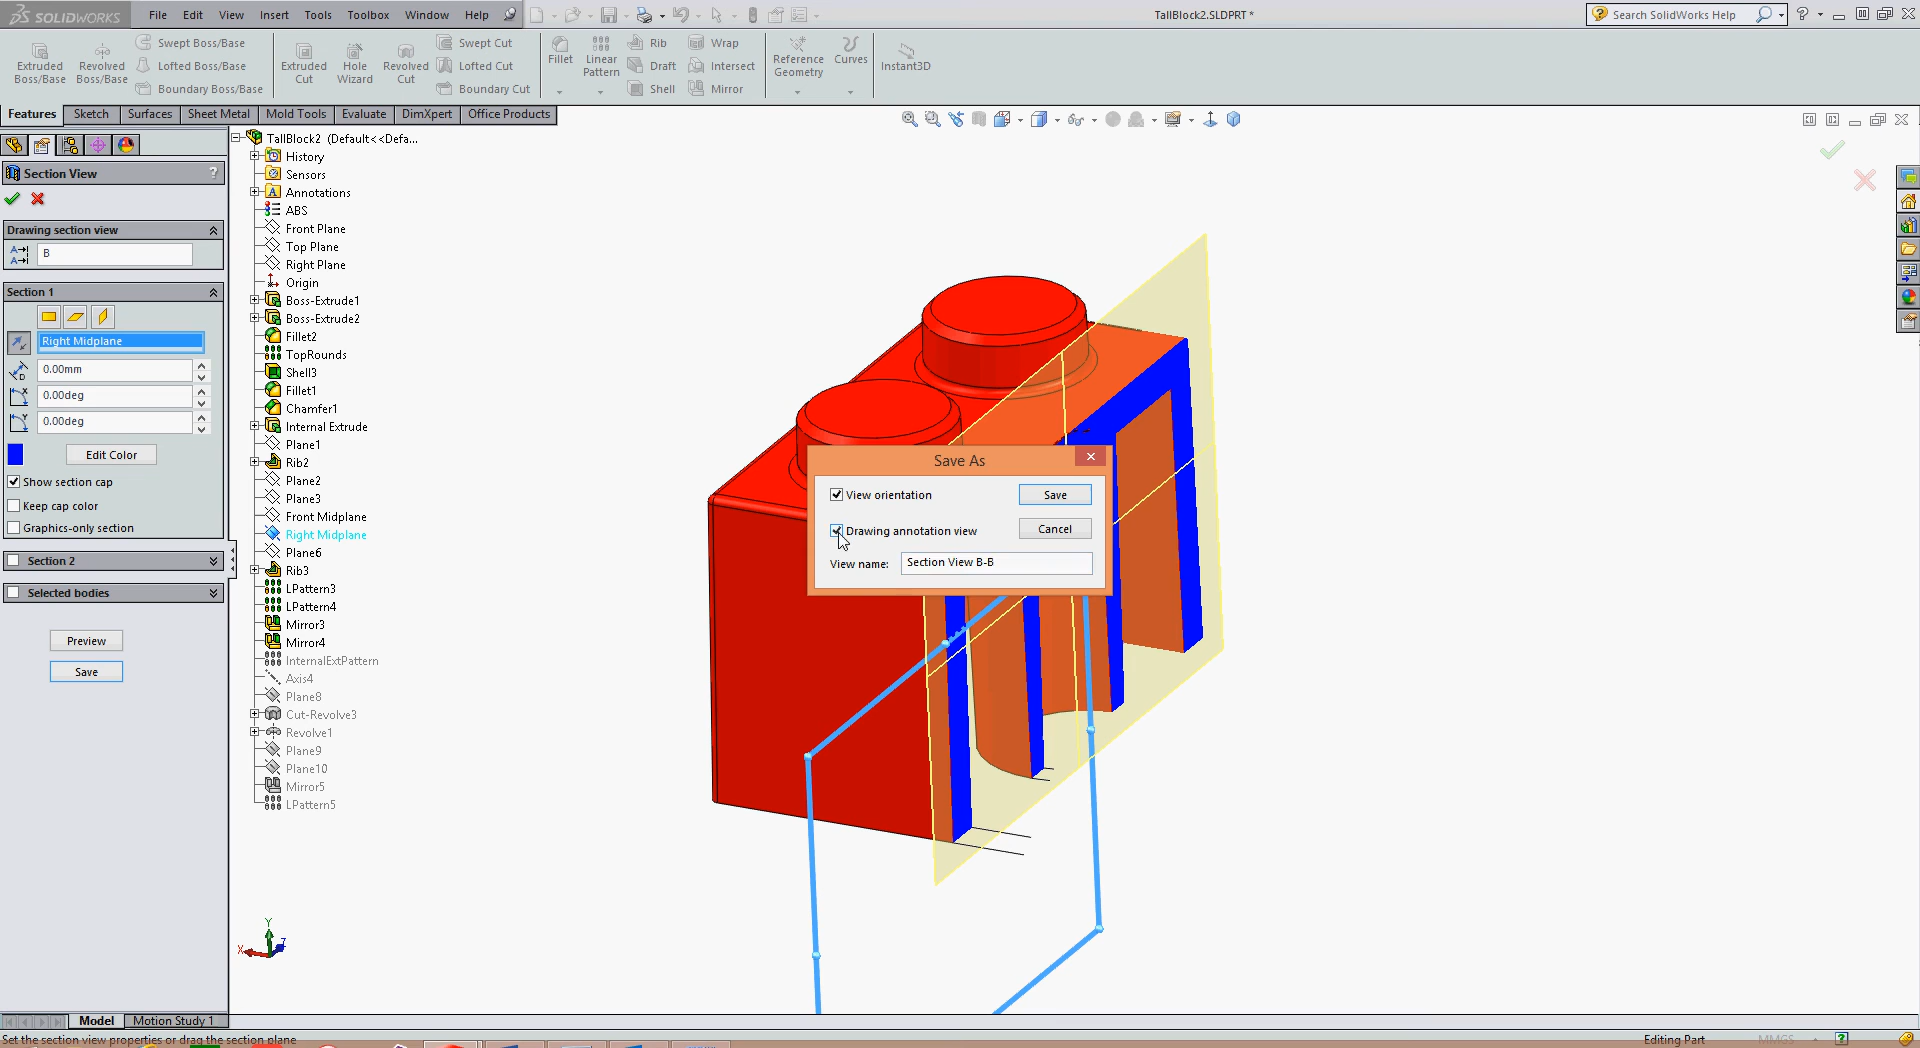 SOLIDWORKS File Edit View Insert Tools Toolbox Window Help TallBlock2.SLDPRT * Search SolidWorks Help
Extruded Boss/Base
Revolved Boss/Base
Swept Boss/Base
Lofted Boss/Base
Boundary Boss/Base
Extruded Cut
Hole Wizard
Revolved Cut
Swept Cut
Lofted Cut
Boundary Cut
Fillet
Linear Pattern
Rib
Draft
Shell
Wrap
Intersect
Mirror
Reference Geometry
Curves
Instant3D
Features Sketch Surfaces Sheet Metal Mold Tools Evaluate DimXpert Office Products
Section View ?
Drawing section view
B
Section 1
Right Midplane
0.00mm
0.00deg
0.00deg
Edit Color
Show section cap
Keep cap color
Graphics-only section
Section 2
Selected bodies
Preview
Save
TallBlock2 (Default<<Defa...
History
Sensors
Annotations
ABS
Front Plane
Top Plane
Right Plane
Origin
Boss-Extrude1
Boss-Extrude2
Fillet2
TopRounds
Shell3
Fillet1
Chamfer1
Internal Extrude
Plane1
Rib2
Plane2
Plane3
Front Midplane
Right Midplane
Plane6
Rib3
LPattern3
LPattern4
Mirror3
Mirror4
InternalExtPattern
Axis4
Plane8
Cut-Revolve3
Revolve1
Plane9
Plane10
Mirror5
LPattern5
Save As
View orientation Save
Drawing annotation view Cancel
View name: Section View B-B
Y
X Z
Model Motion Study 1
Set the section view properties or drag the section plane Editing Part MMGS